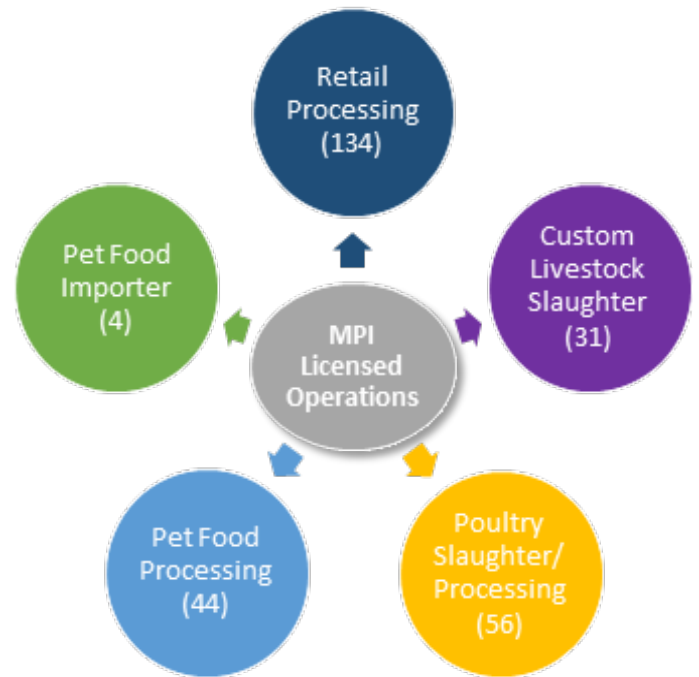 Retail
Processing
(134)
Custom
Livestock
Slaughter
(31)
Poultry
Slaughter/
Processing
(56)
Pet Food
Processing
(44)
Pet Food
Importer
(4)
MPI
Licensed
Operations